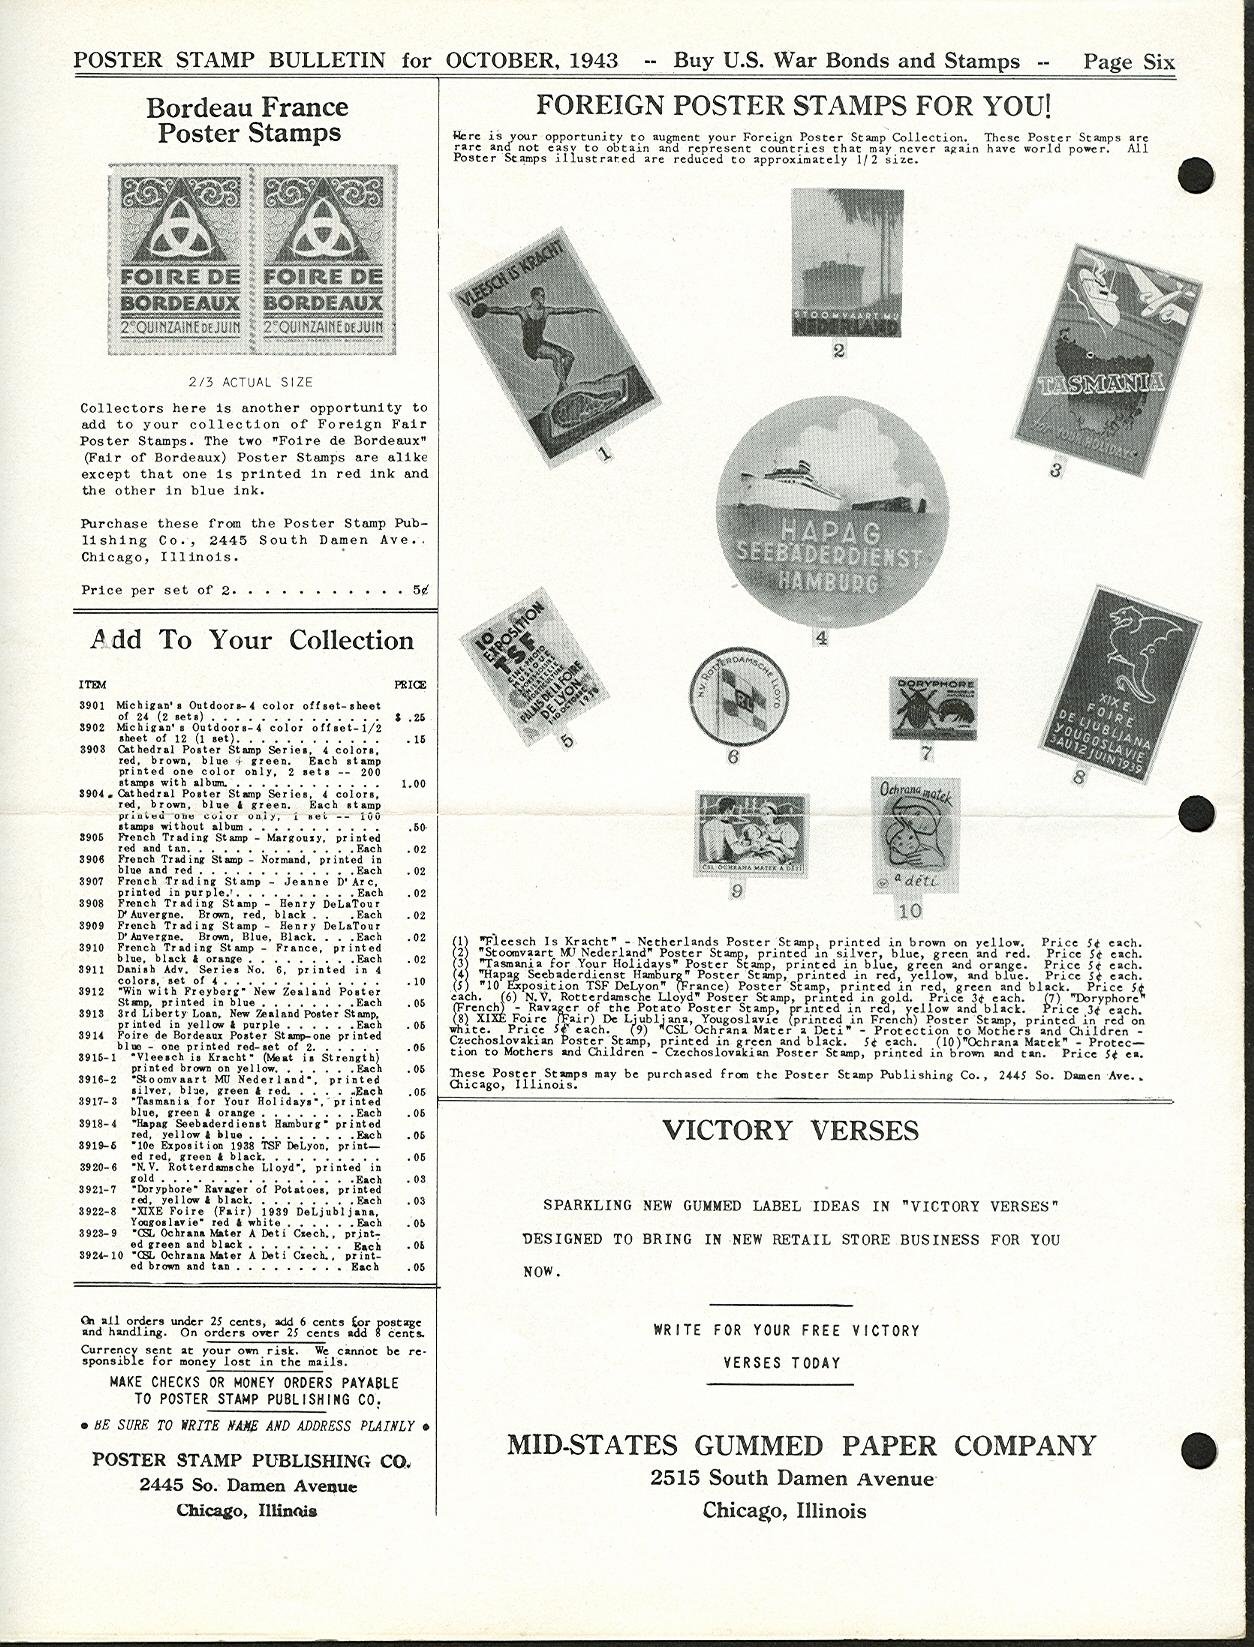 POSTER STAMP BULLETIN for OCTOBER, 1943 -- Buy U.S. War Bonds and Stamps -- Page Six
Bordeau France
Poster Stamps
FOIRE DE
BORDEAUX
2e QUINZAINE DE JUIN
FOIRE DE
BORDEAUX
2e QUINZAINE DE JUIN
2/3 ACTUAL SIZE
Collectors here is another opportunity to
add to your collection of Foreign Fair
Poster Stamps. The two "Foire de Bordeaux"
(Fair of Bordeaux) Poster Stamps are alike
except that one is printed in red ink and
the other in blue ink.
Purchase these from the Poster Stamp Pub-
lishing Co., 2445 South Damen Ave..
Chicago, Illinois.
Price per set of 2. . . . . . . . . . . 5¢
Add To Your Collection
ITEM PRICE
3901 Michigan's Outdoors-4 color offset-sheet
of 24 (2 sets) . . . . . . . . . . . . . . $ .25
3902 Michigan's Outdoors-4 color offset-1/2
sheet of 12 (1 set). . . . . . . . . . . . .15
3903 Cathedral Poster Stamp Series, 4 colors,
red, brown, blue & green. Each stamp
printed one color only, 2 sets -- 200
stamps with album. . . . . . . . . . . . 1.00
3904. Cathedral Poster Stamp Series, 4 colors,
red, brown, blue & green. Each stamp
printed one color only, 1 set -- 100
stamps without album . . . . . . . . . . .50
3905 French Trading Stamp - Margouxy, printed
red and tan. . . . . . . . . . . . . .Each .02
3906 French Trading Stamp - Normand, printed in
blue and red . . . . . . . . . . . . .Each .02
3907 French Trading Stamp - Jeanne D'Arc,
printed in purple. . . . . . . . . . .Each .02
3908 French Trading Stamp - Henry DeLaTour
D'Auvergne. Brown, red, black . . . .Each .02
3909 French Trading Stamp - Henry DeLaTour
D'Auvergne. Brown, Blue, Black. . . .Each .02
3910 French Trading Stamp - France, printed
blue, black & orange . . . . . . . . .Each .02
3911 Danish Adv. Series No. 6, printed in 4
colors, set of 4 . . . . . . . . . . . . . .10
3912 "Win with Freyberg" New Zealand Poster
Stamp, printed in blue . . . . . . . .Each .05
3913 3rd Liberty Loan, New Zealand Poster Stamp,
printed in yellow & purple . . . . . .Each .05
3914 Foire de Bordeaux Poster Stamp-one printed
blue - one printed red-set of 2. . . . . . .05
3915-1 "Vleesch is Kracht" (Meat is Strength)
printed brown on yellow. . . . . . . .Each .05
3916-2 "Stoomvaart MU Nederland", printed
silver, blue, green & red. . . . . . .Each .05
3917-3 "Tasmania for Your Holidays", printed
blue, green & orange . . . . . . . . .Each .05
3918-4 "Hapag Seebaderdienst Hamburg" printed
red, yellow & blue . . . . . . . . . .Each .05
3919-5 "10e Exposition 1938 TSF DeLyon, print-
ed red, green & black. . . . . . . . . . . .05
3920-6 "N.V. Rotterdamsche Lloyd", printed in
gold . . . . . . . . . . . . . . . . .Each .03
3921-7 "Doryphore" Ravager of Potatoes, printed
red, yellow & black. . . . . . . . . .Each .03
3922-8 "XIXE Foire (Fair) 1939 DeLjubljana,
Yougoslavie" red & white . . . . . . .Each .05
3923-9 "CSL Ochrana Mater A Deti Czech., print-
ed green and black . . . . . . . . . Each .05
3924-10 "CSL Ochrana Mater A Deti Czech., print-
ed brown and tan . . . . . . . . . . Each .05
On all orders under 25 cents, add 6 cents for postage
and handling. On orders over 25 cents add 8 cents.
Currency sent at your own risk. We cannot be re-
sponsible for money lost in the mails.
MAKE CHECKS OR MONEY ORDERS PAYABLE
TO POSTER STAMP PUBLISHING CO.
• BE SURE TO WRITE NAME AND ADDRESS PLAINLY •
POSTER STAMP PUBLISHING CO.
2445 So. Damen Avenue
Chicago, Illinois
FOREIGN POSTER STAMPS FOR YOU!
Here is your opportunity to augment your Foreign Poster Stamp Collection. These Poster Stamps are
rare and not easy to obtain and represent countries that may never again have world power. All
Poster Stamps illustrated are reduced to approximately 1/2 size.
VLEESCH IS KRACHT
1
STOOMVAART MIJ
NEDERLAND
2
TASMANIA
FOR YOUR HOLIDAYS
3
HAPAG
SEEBÄDERDIENST
HAMBURG
4
10e
EXPOSITION
TSF
PALAIS DE LA FOIRE
DE LYON
5
N.V. ROTTERDAMSCHE LLOYD
6
DORYPHORE
7
XIXE
FOIRE
DE LJUBLJANA
YOUGOSLAVIE
3 AU 12 JUIN 1939
8
ČSL OCHRANA MATEK A DĚTÍ
9
Ochrana matek
a dětí
10
(1) "Fleesch Is Kracht" - Netherlands Poster Stamp, printed in brown on yellow. Price 5¢ each.
(2) "Stoomvaart MU Nederland" Poster Stamp, printed in silver, blue, green and red. Price 5¢ each.
(3) "Tasmania for Your Holidays" Poster Stamp, printed in blue, green and orange. Price 5¢ each.
(4) "Hapag Seebaderdienst Hamburg" Poster Stamp, printed in red, yellow, and blue. Price 5¢ each.
(5) "10 Exposition TSF DeLyon" (France) Poster Stamp, printed in red, green and black. Price 5¢
each. (6) N.V. Rotterdamsche Lloyd" Poster Stamp, printed in gold. Price 3¢ each. (7) "Doryphore"
(French) - Ravager of the Potato Poster Stamp, printed in red, yellow and black. Price 3¢ each.
(8) XIXE Foire (Fair) De Ljubljana, Yougoslavie (printed in French) Poster Stamp, printed in red on
white. Price 5¢ each. (9) "CSL Ochrana Mater a Deti" - Protection to Mothers and Children -
Czechoslovakian Poster Stamp, printed in green and black. 5¢ each. (10)"Ochrana Matek" - Protec-
tion to Mothers and Children - Czechoslovakian Poster Stamp, printed in brown and tan. Price 5¢ ea.
These Poster Stamps may be purchased from the Poster Stamp Publishing Co., 2445 So. Damen Ave.,
Chicago, Illinois.
VICTORY VERSES
SPARKLING NEW GUMMED LABEL IDEAS IN "VICTORY VERSES"
DESIGNED TO BRING IN NEW RETAIL STORE BUSINESS FOR YOU
NOW.
WRITE FOR YOUR FREE VICTORY
VERSES TODAY
MID-STATES GUMMED PAPER COMPANY
2515 South Damen Avenue
Chicago, Illinois